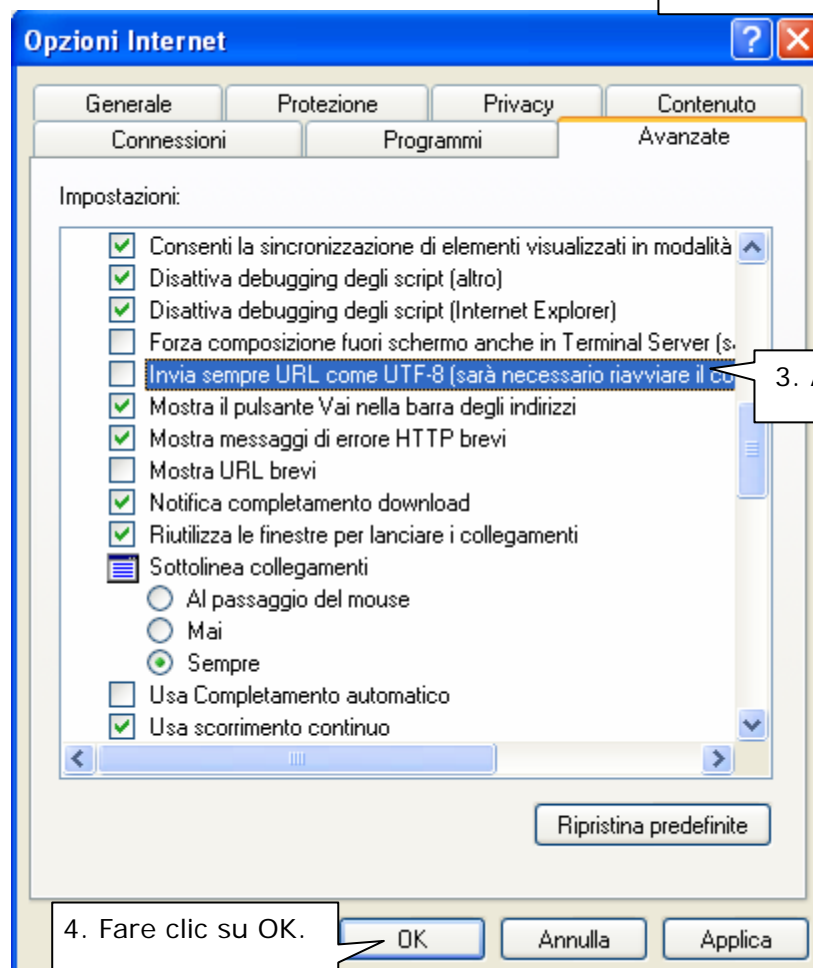 Opzioni Internet
Generale Protezione Privacy Contenuto
Connessioni Programmi Avanzate
Impostazioni:
Consenti la sincronizzazione di elementi visualizzati in modalità
Disattiva debugging degli script (altro)
Disattiva debugging degli script (Internet Explorer)
Forza composizione fuori schermo anche in Terminal Server (s
Invia sempre URL come UTF-8 (sarà necessario riavviare il co
3. A
Mostra il pulsante Vai nella barra degli indirizzi
Mostra messaggi di errore HTTP brevi
Mostra URL brevi
Notifica completamento download
Riutilizza le finestre per lanciare i collegamenti
Sottolinea collegamenti
Al passaggio del mouse
Mai
Sempre
Usa Completamento automatico
Usa scorrimento continuo
Ripristina predefinite
4. Fare clic su OK.
OK Annulla Applica